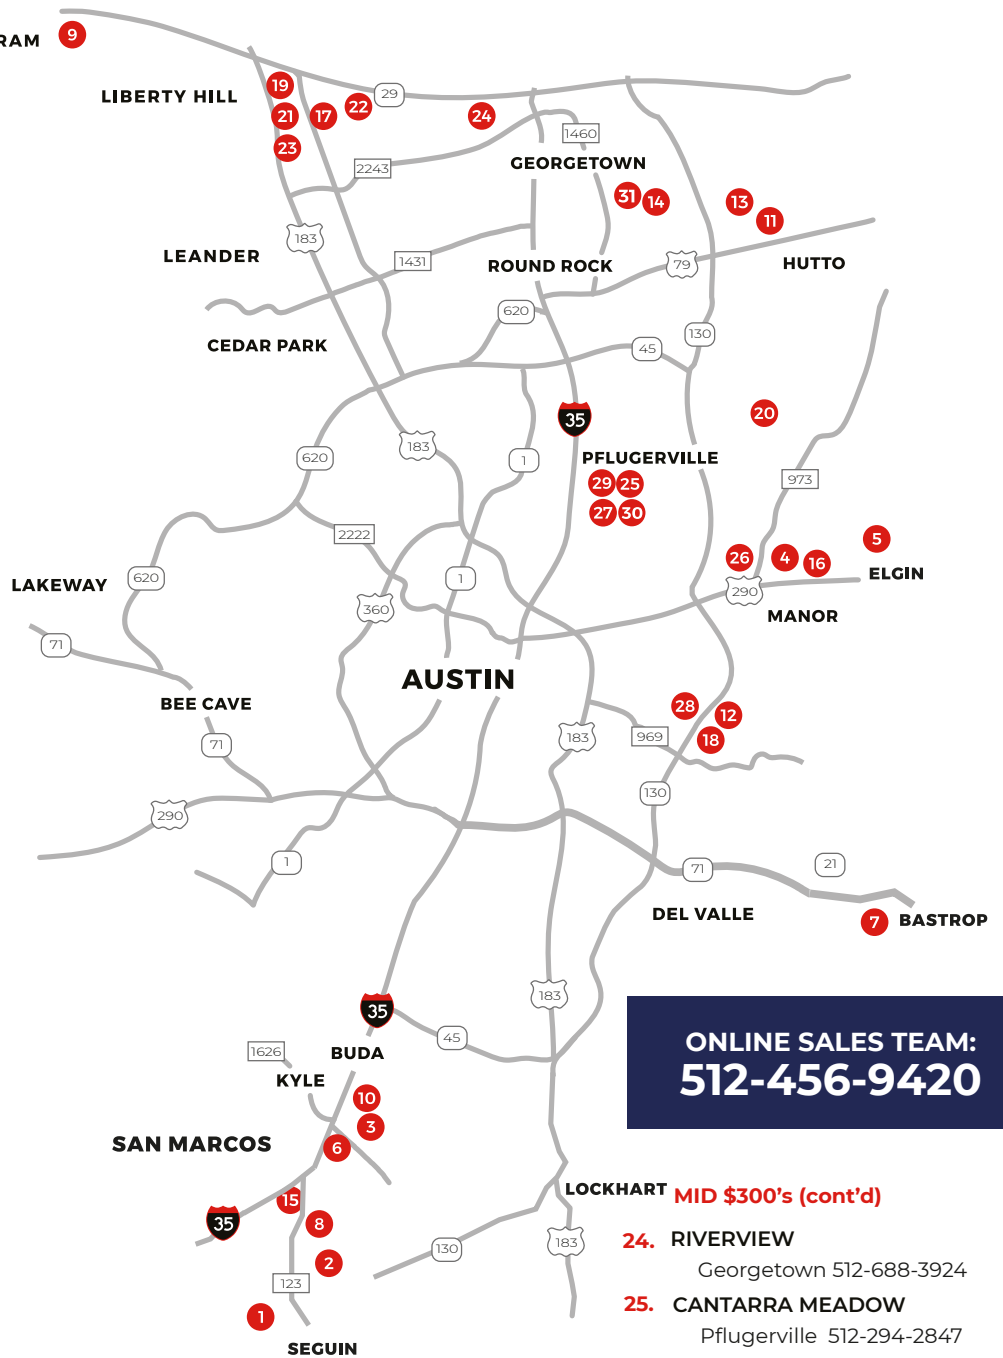 RAM
9
LIBERTY HILL
19
21
17
22
29
24
23
2243
1460
GEORGETOWN
31
14
13
11
183
LEANDER
1431
ROUND ROCK
79
HUTTO
620
130
CEDAR PARK
45
20
35
183
620
1
PFLUGERVILLE
29
25
973
27
30
2222
5
26
4
16
ELGIN
LAKEWAY
620
1
290
360
MANOR
71
AUSTIN
BEE CAVE
28
12
71
183
969
18
130
290
1
71
21
DEL VALLE
7
BASTROP
183
35
45
1626
BUDA
KYLE
10
3
6
SAN MARCOS
15
8
35
2
130
183
123
1
SEGUIN
LOCKHART
ONLINE SALES TEAM:
512-456-9420
MID $300's (cont'd)
24. RIVERVIEW
Georgetown 512-688-3924
25. CANTARRA MEADOW
Pflugerville 512-294-2847